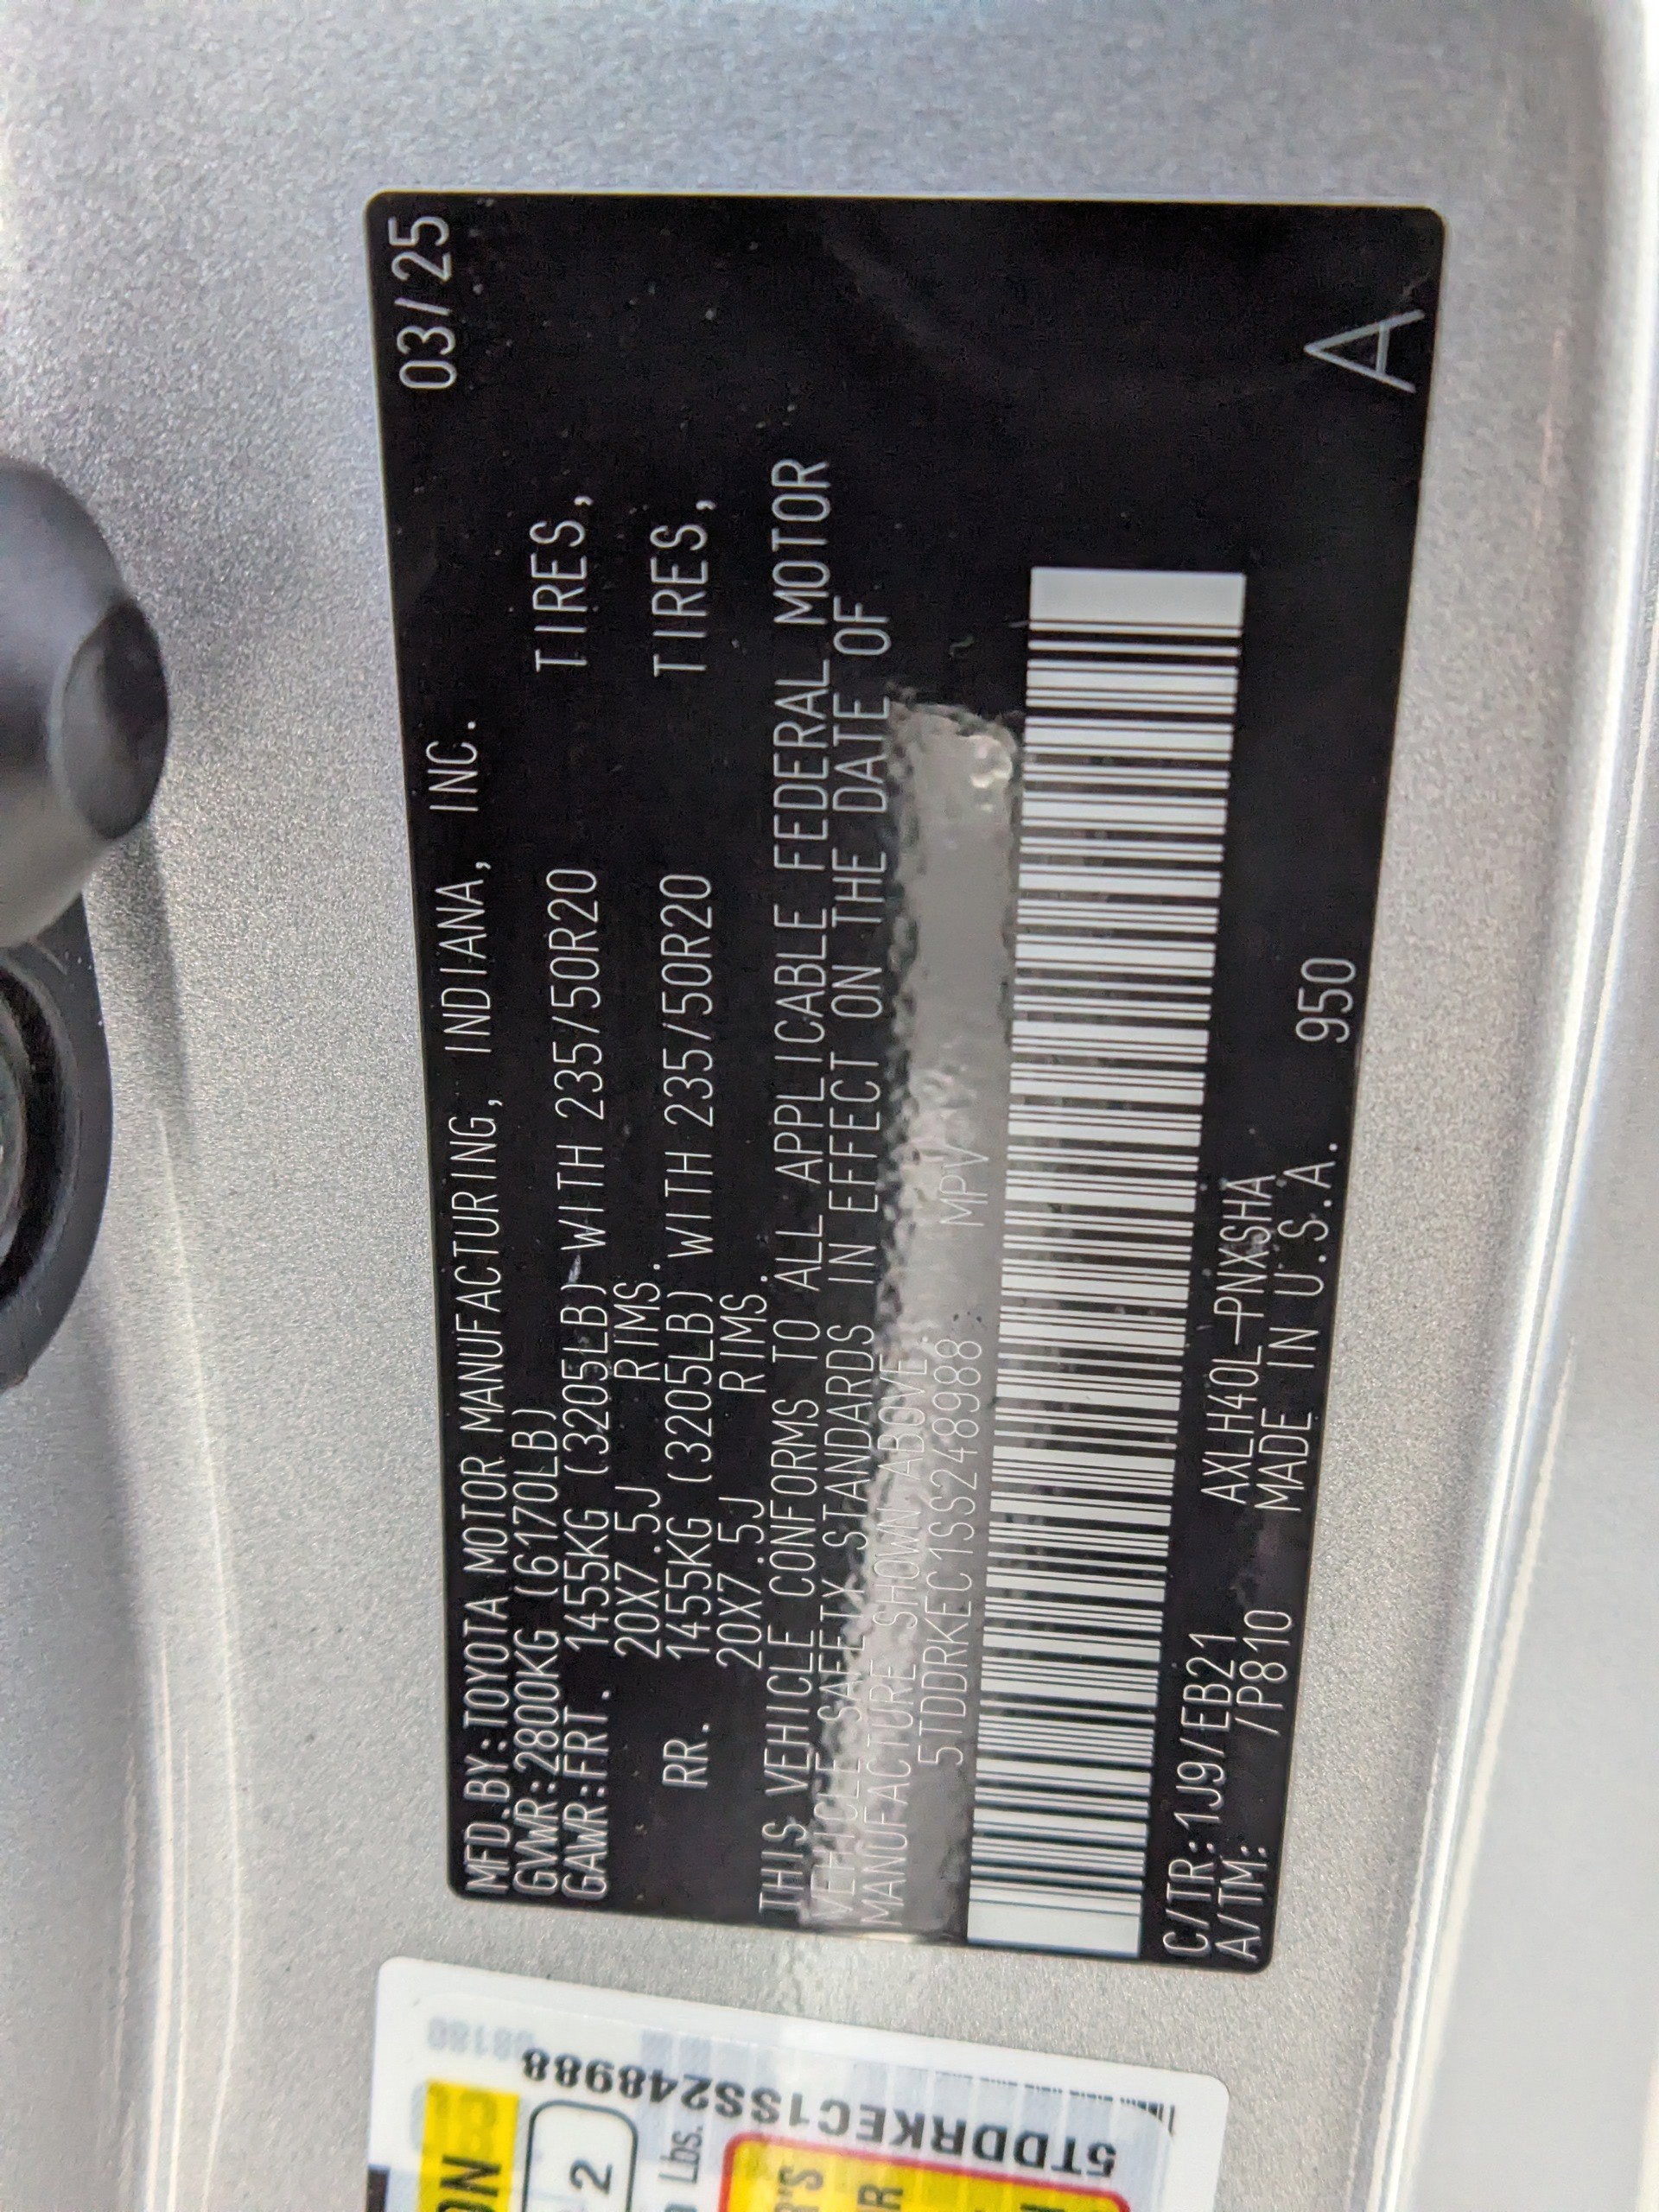 03/25
MFD.BY:TOYOTA MOTOR MANUFACTURING, INDIANA, INC.
GVWR:2800KG (6170LB)
GAWR:FRT. 1455KG (3205LB) WITH 235/50R20 TIRES,
20X7.5J RIMS.
RR. 1455KG (3205LB) WITH 235/50R20 TIRES,
20X7.5J RIMS.
THIS VEHICLE CONFORMS TO ALL APPLICABLE FEDERAL MOTOR
VEHICLE SAFETY STANDARDS IN EFFECT ON THE DATE OF
MANUFACTURE SHOWN ABOVE.
5TDDRKEC1SS248988 MPV
C/TR:1J9/EB21 AXLH40L-PNXSHA
A/TM: /P810 MADE IN U.S.A. 950
A
5TDDRKEC1SS248988
2
Lbs.